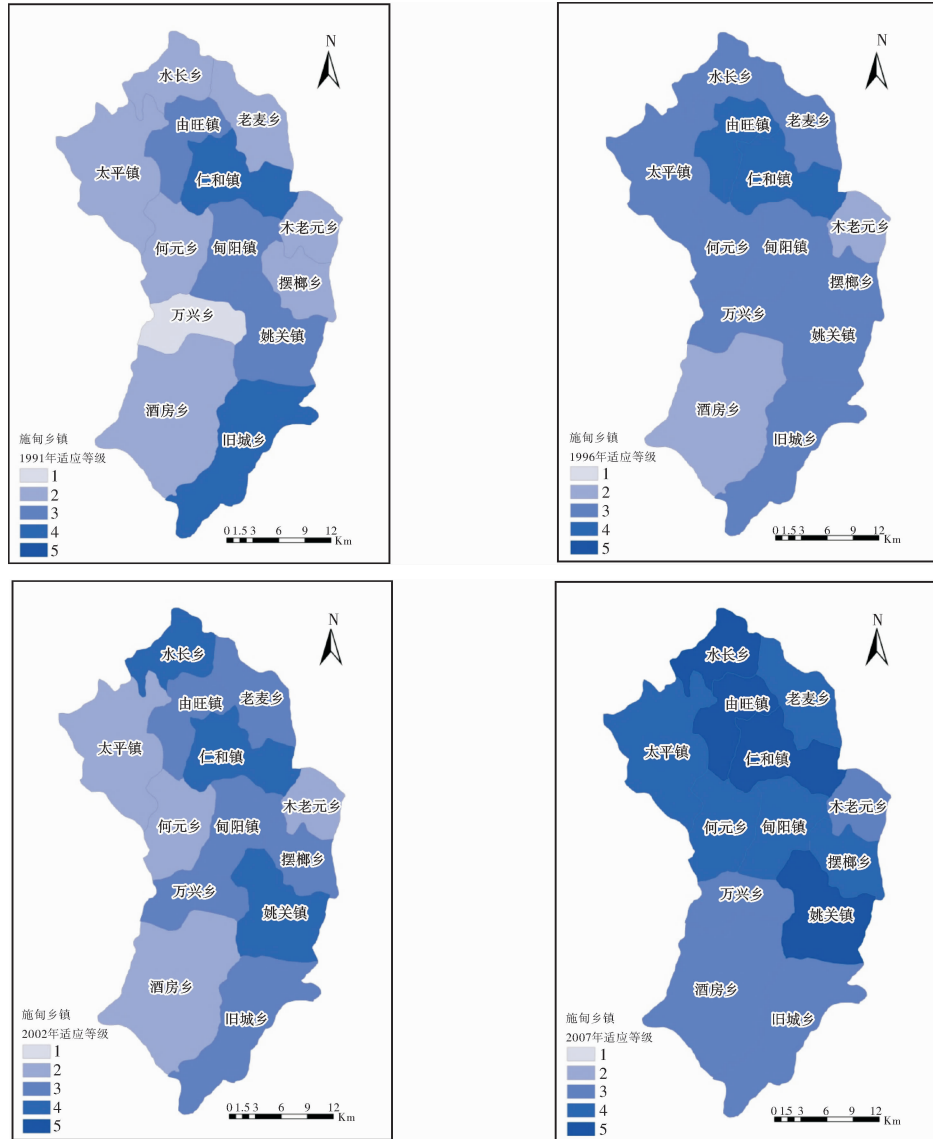 N
水长乡
老麦乡
由旺镇
太平镇
仁和镇
木老元乡
何元乡
甸阳镇
摆榔乡
万兴乡
姚关镇
酒房乡
旧城乡
施甸乡镇
1991年适应等级
1
2
3
4
5
0 1.5 3 6 9 12
Km
N
水长乡
由旺镇
老麦乡
太平镇
仁和镇
木老元乡
何元乡
甸阳镇
摆榔乡
万兴乡
姚关镇
酒房乡
旧城乡
施甸乡镇
1996年适应等级
1
2
3
4
5
0 1.5 3 6 9 12
Km
N
水长乡
由旺镇
老麦乡
太平镇
仁和镇
木老元乡
何元乡
甸阳镇
摆榔乡
万兴乡
姚关镇
酒房乡
旧城乡
施甸乡镇
2002年适应等级
1
2
3
4
5
0 1.5 3 6 9 12
Km
N
水长乡
由旺镇
老麦乡
太平镇
仁和镇
木老元乡
何元乡
甸阳镇
摆榔乡
万兴乡
姚关镇
酒房乡
旧城乡
施甸乡镇
2007年适应等级
1
2
3
4
5
0 1.5 3 6 9 12
Km